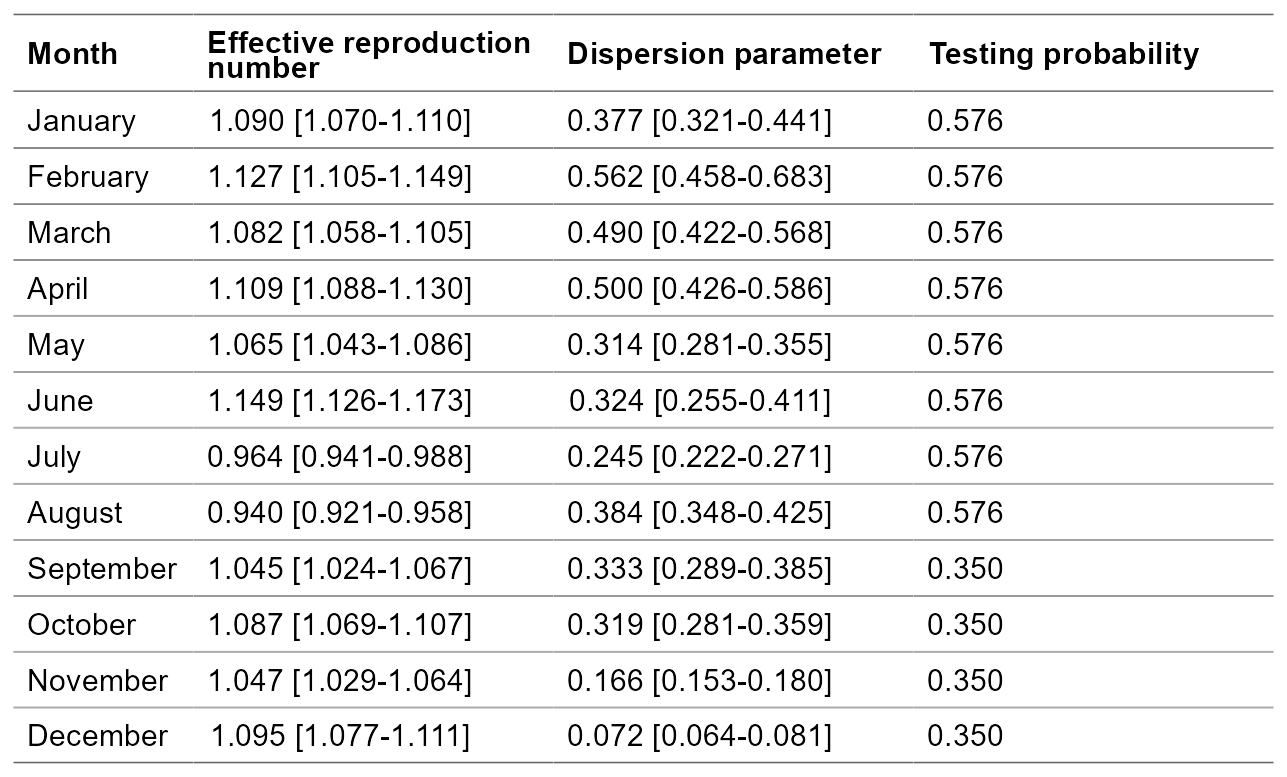 Month Effective reproduction number Dispersion parameter Testing probability
January 1.090 [1.070-1.110] 0.377 [0.321-0.441] 0.576
February 1.127 [1.105-1.149] 0.562 [0.458-0.683] 0.576
March 1.082 [1.058-1.105] 0.490 [0.422-0.568] 0.576
April 1.109 [1.088-1.130] 0.500 [0.426-0.586] 0.576
May 1.065 [1.043-1.086] 0.314 [0.281-0.355] 0.576
June 1.149 [1.126-1.173] 0.324 [0.255-0.411] 0.576
July 0.964 [0.941-0.988] 0.245 [0.222-0.271] 0.576
August 0.940 [0.921-0.958] 0.384 [0.348-0.425] 0.576
September 1.045 [1.024-1.067] 0.333 [0.289-0.385] 0.350
October 1.087 [1.069-1.107] 0.319 [0.281-0.359] 0.350
November 1.047 [1.029-1.064] 0.166 [0.153-0.180] 0.350
December 1.095 [1.077-1.111] 0.072 [0.064-0.081] 0.350